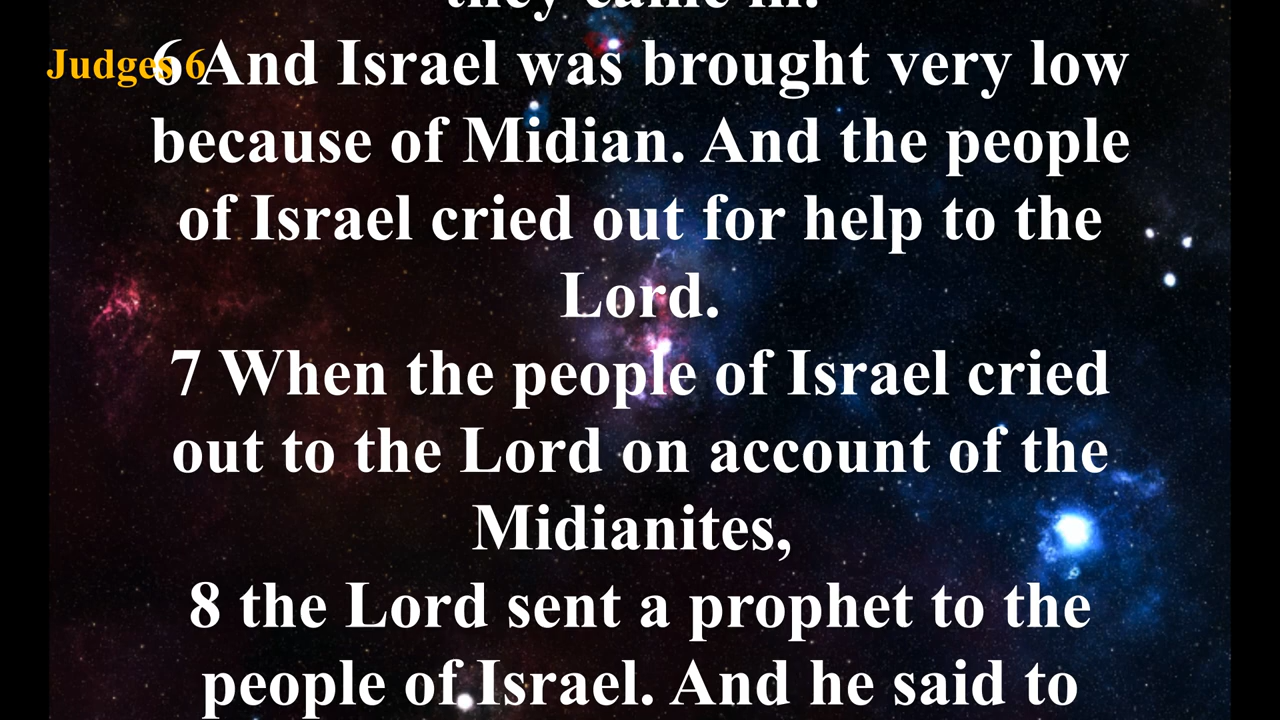 they came in.
Judges 6
6 And Israel was brought very low
because of Midian. And the people
of Israel cried out for help to the
Lord.
7 When the people of Israel cried
out to the Lord on account of the
Midianites,
8 the Lord sent a prophet to the
people of Israel. And he said to